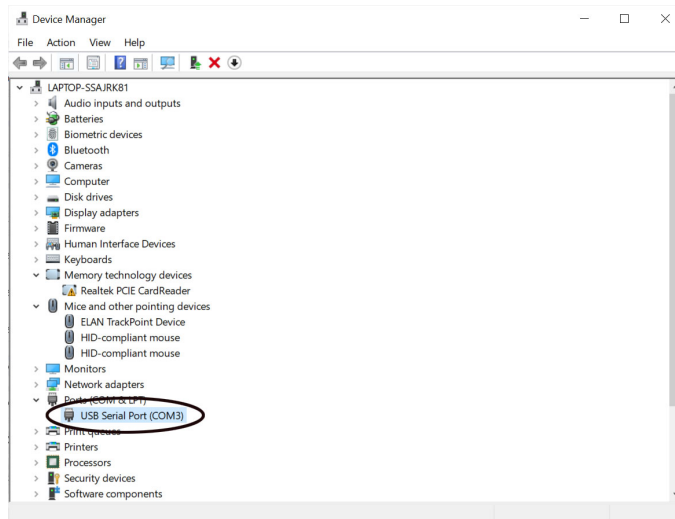 Device Manager
File Action View Help
LAPTOP-SSAJRK81
Audio inputs and outputs
Batteries
Biometric devices
Bluetooth
Cameras
Computer
Disk drives
Display adapters
Firmware
Human Interface Devices
Keyboards
Memory technology devices
Realtek PCIE CardReader
Mice and other pointing devices
ELAN TrackPoint Device
HID-compliant mouse
HID-compliant mouse
Monitors
Network adapters
Ports (COM & LPT)
USB Serial Port (COM3)
Print queues
Printers
Processors
Security devices
Software components